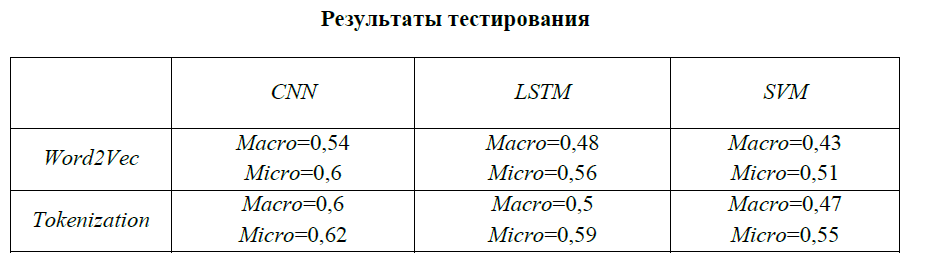 Результаты тестирования
CNN LSTM SVM
Word2Vec
Macro=0,54 Macro=0,48 Macro=0,43
Micro=0,6 Micro=0,56 Micro=0,51
Tokenization
Macro=0,6 Macro=0,5 Macro=0,47
Micro=0,62 Micro=0,59 Micro=0,55